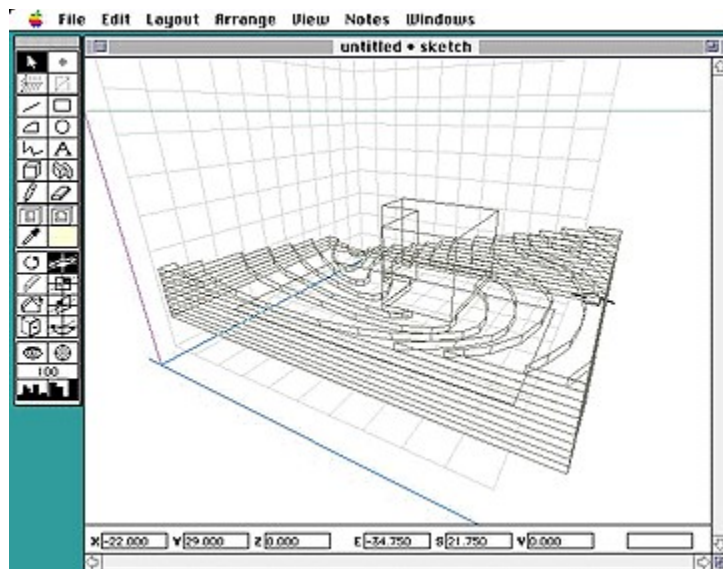 File Edit Layout Arrange View Notes Windows
untitled • sketch
A
100
X -22.000 Y 29.000 Z 0.000 E -34.750 S 21.750 V 0.000